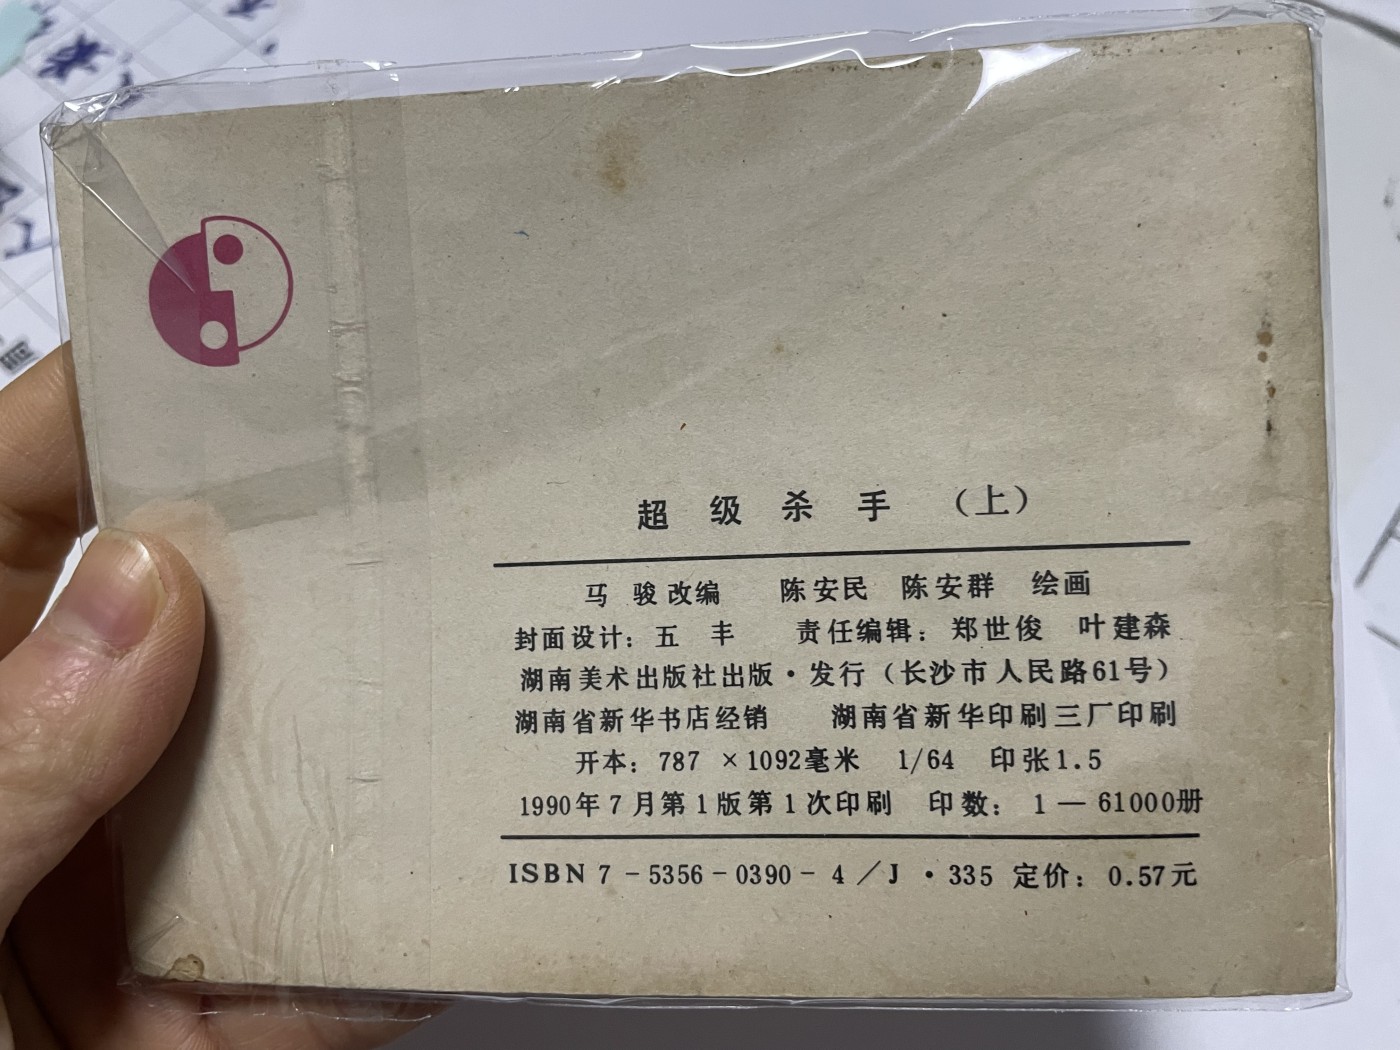 超级杀手（上）
马 骏 改编 陈安民 陈安群 绘画
封面设计：五 丰 责任编辑：郑世俊 叶建森
湖南美术出版社出版·发行（长沙市人民路61号）
湖南省新华书店经销 湖南省新华印刷三厂印刷
开本：787 ×1092毫米 1/64 印张1.5
1990年7月第1版第1次印刷 印数：1—61000册
ISBN 7-5356-0390-4／J·335 定价：0.57元